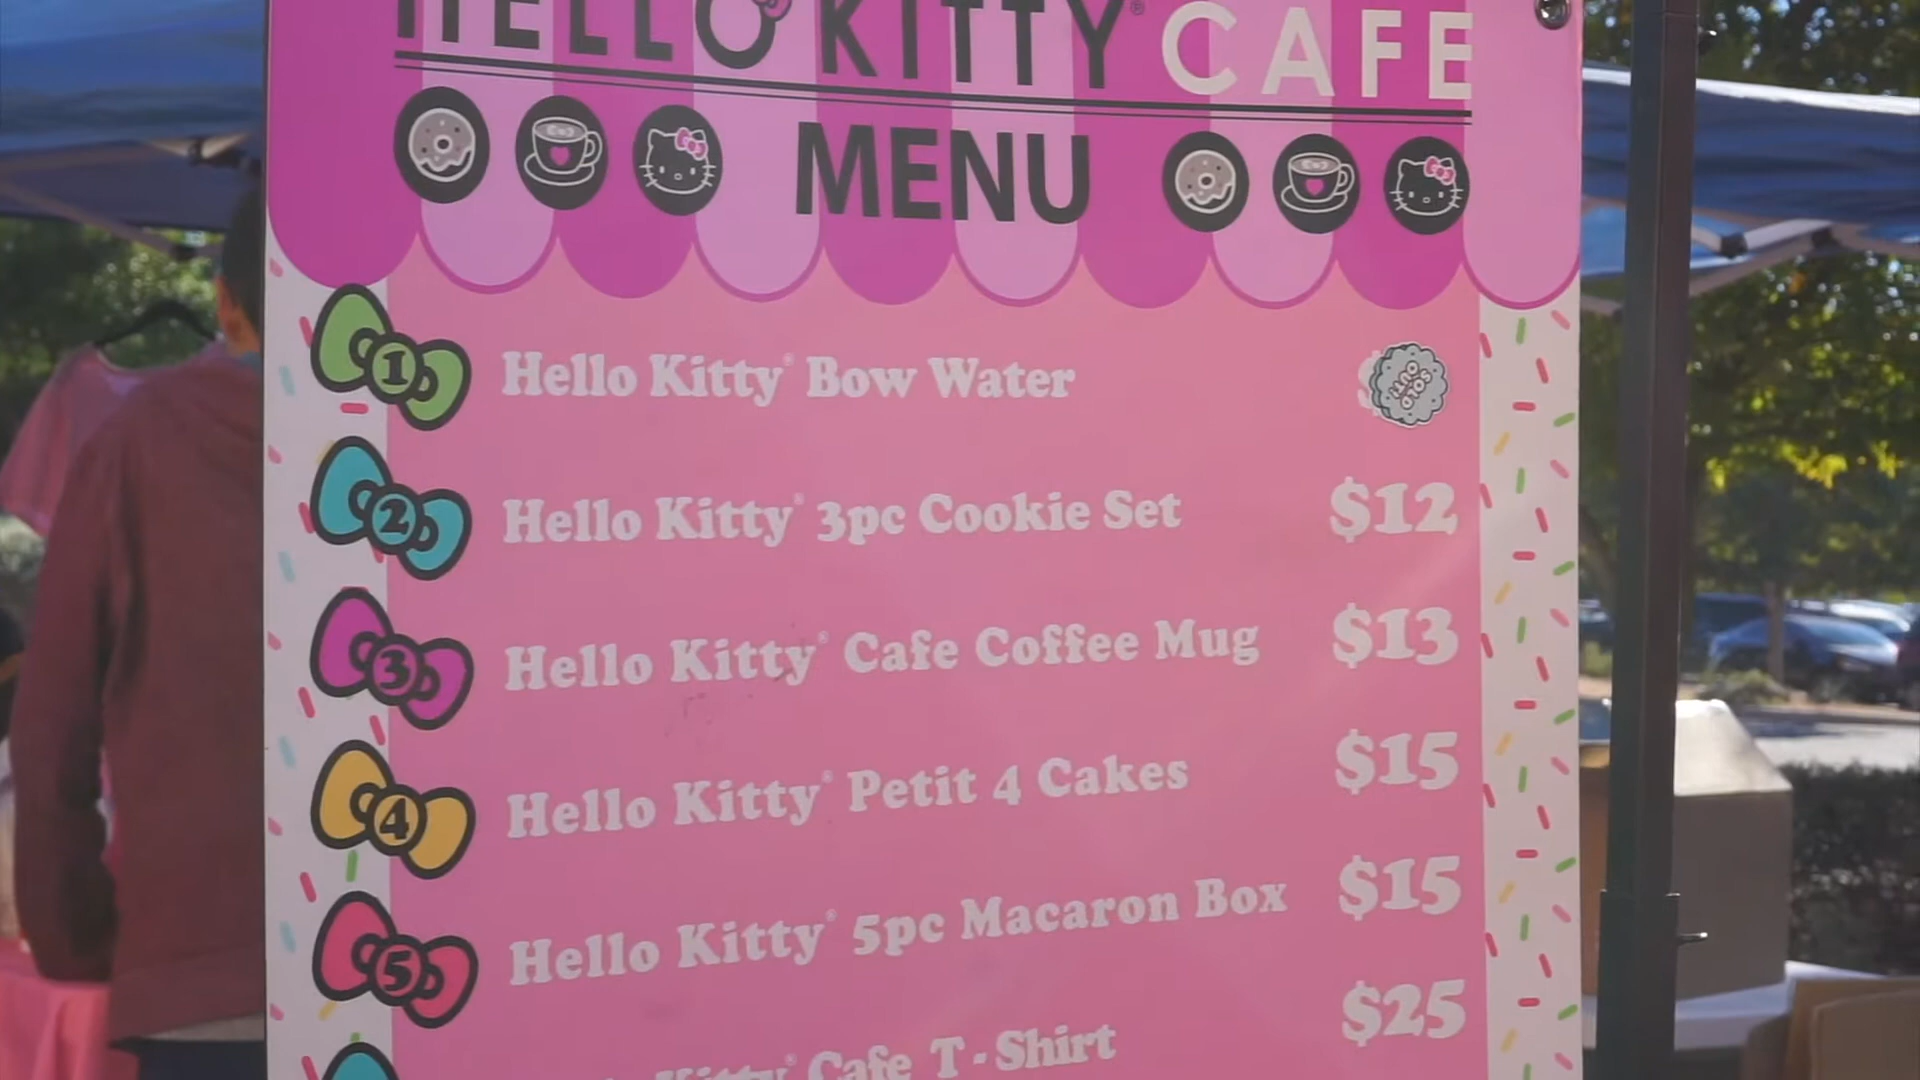 HELLO KITTY® CAFE
MENU
1 Hello Kitty® Bow Water SOLD OUT!
2 Hello Kitty® 3pc Cookie Set $12
3 Hello Kitty® Cafe Coffee Mug $13
4 Hello Kitty® Petit 4 Cakes $15
5 Hello Kitty® 5pc Macaron Box $15
Kitty® Cafe T-Shirt $25